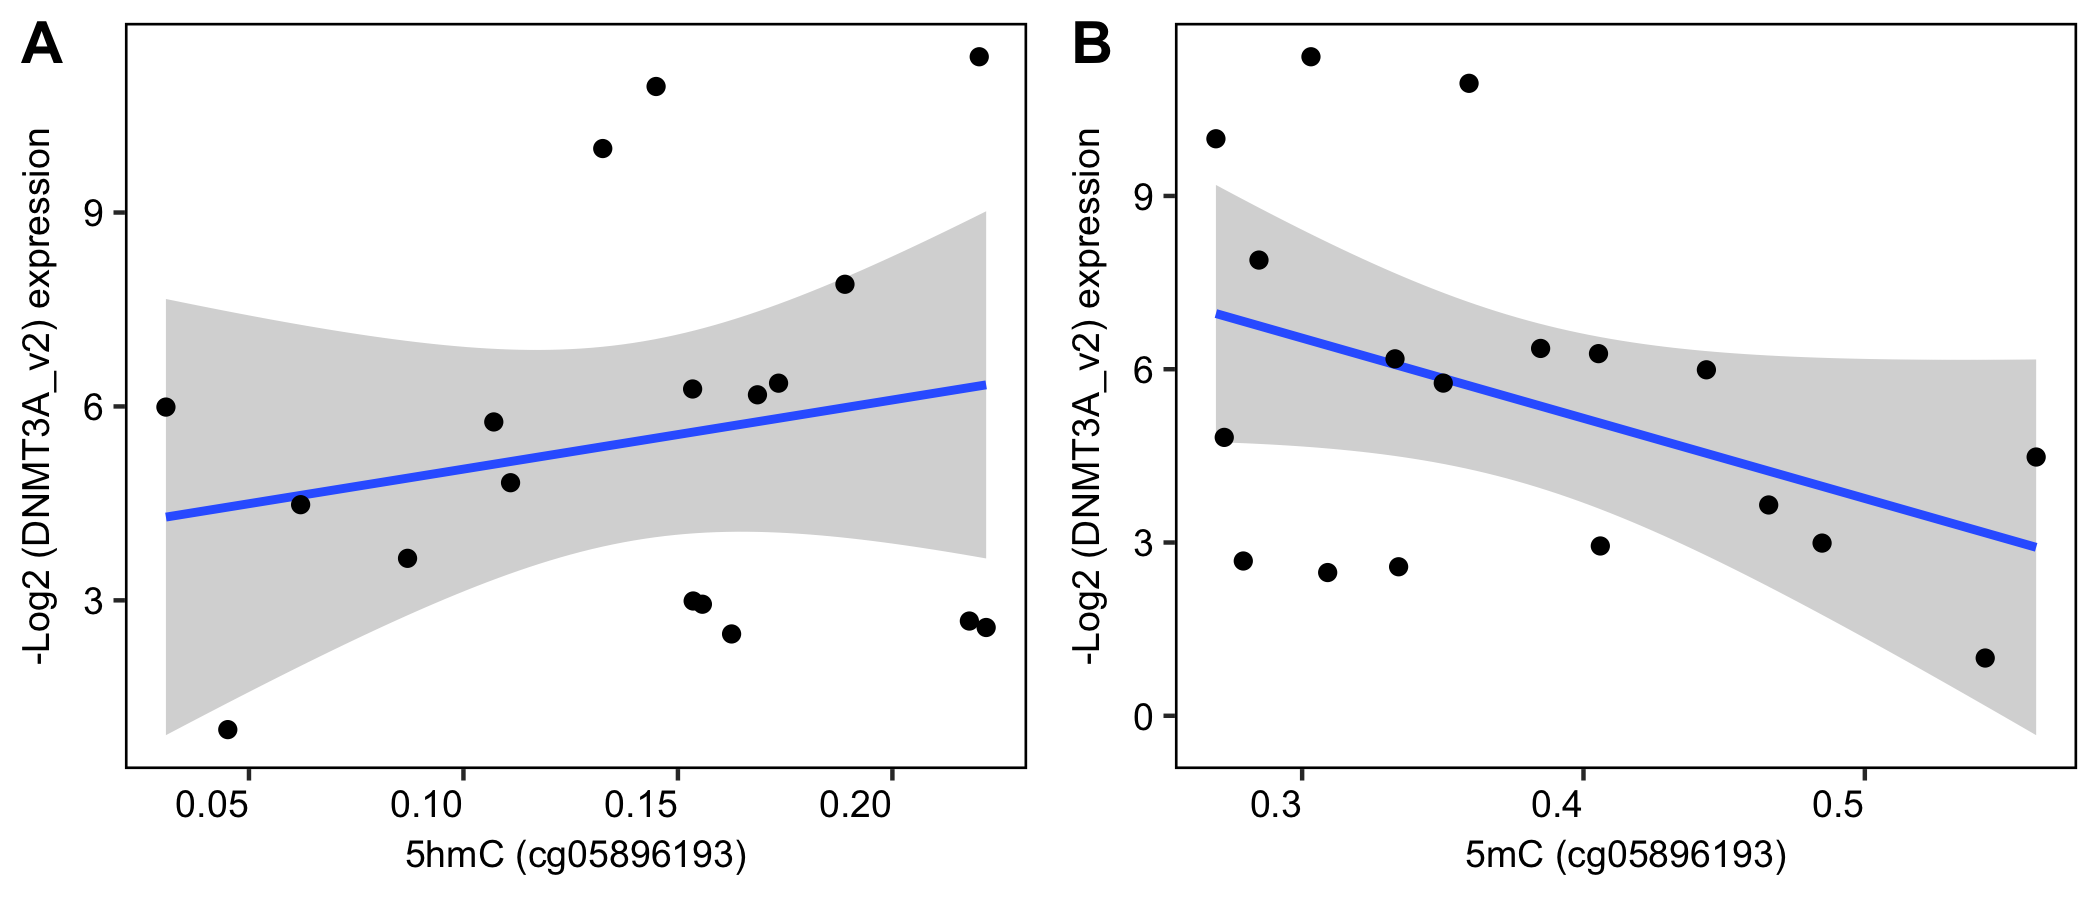 A
-Log2 (DNMT3A_v2) expression
9
6
3
0.05 0.10 0.15 0.20
5hmC (cg05896193)
B
-Log2 (DNMT3A_v2) expression
9
6
3
0
0.3 0.4 0.5
5mC (cg05896193)